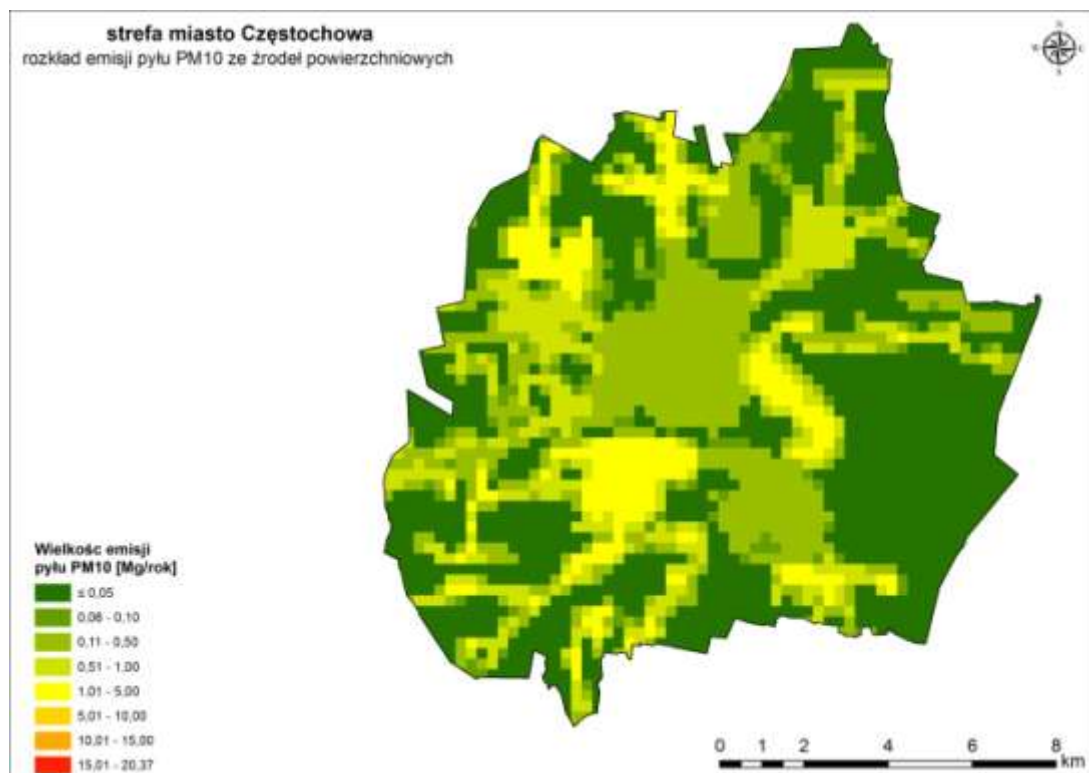 strefa miasto Częstochowa
rozkład emisji pyłu PM10 ze źrodeł powierzchniowych
N
W E
S
Wielkośc emisji
pyłu PM10 [Mg/rok]
≤ 0,05
0,06 - 0,10
0,11 - 0,50
0,51 - 1,00
1,01 - 5,00
5,01 - 10,00
10,01 - 15,00
15,01 - 20,37
0 1 2 4 6 8
km